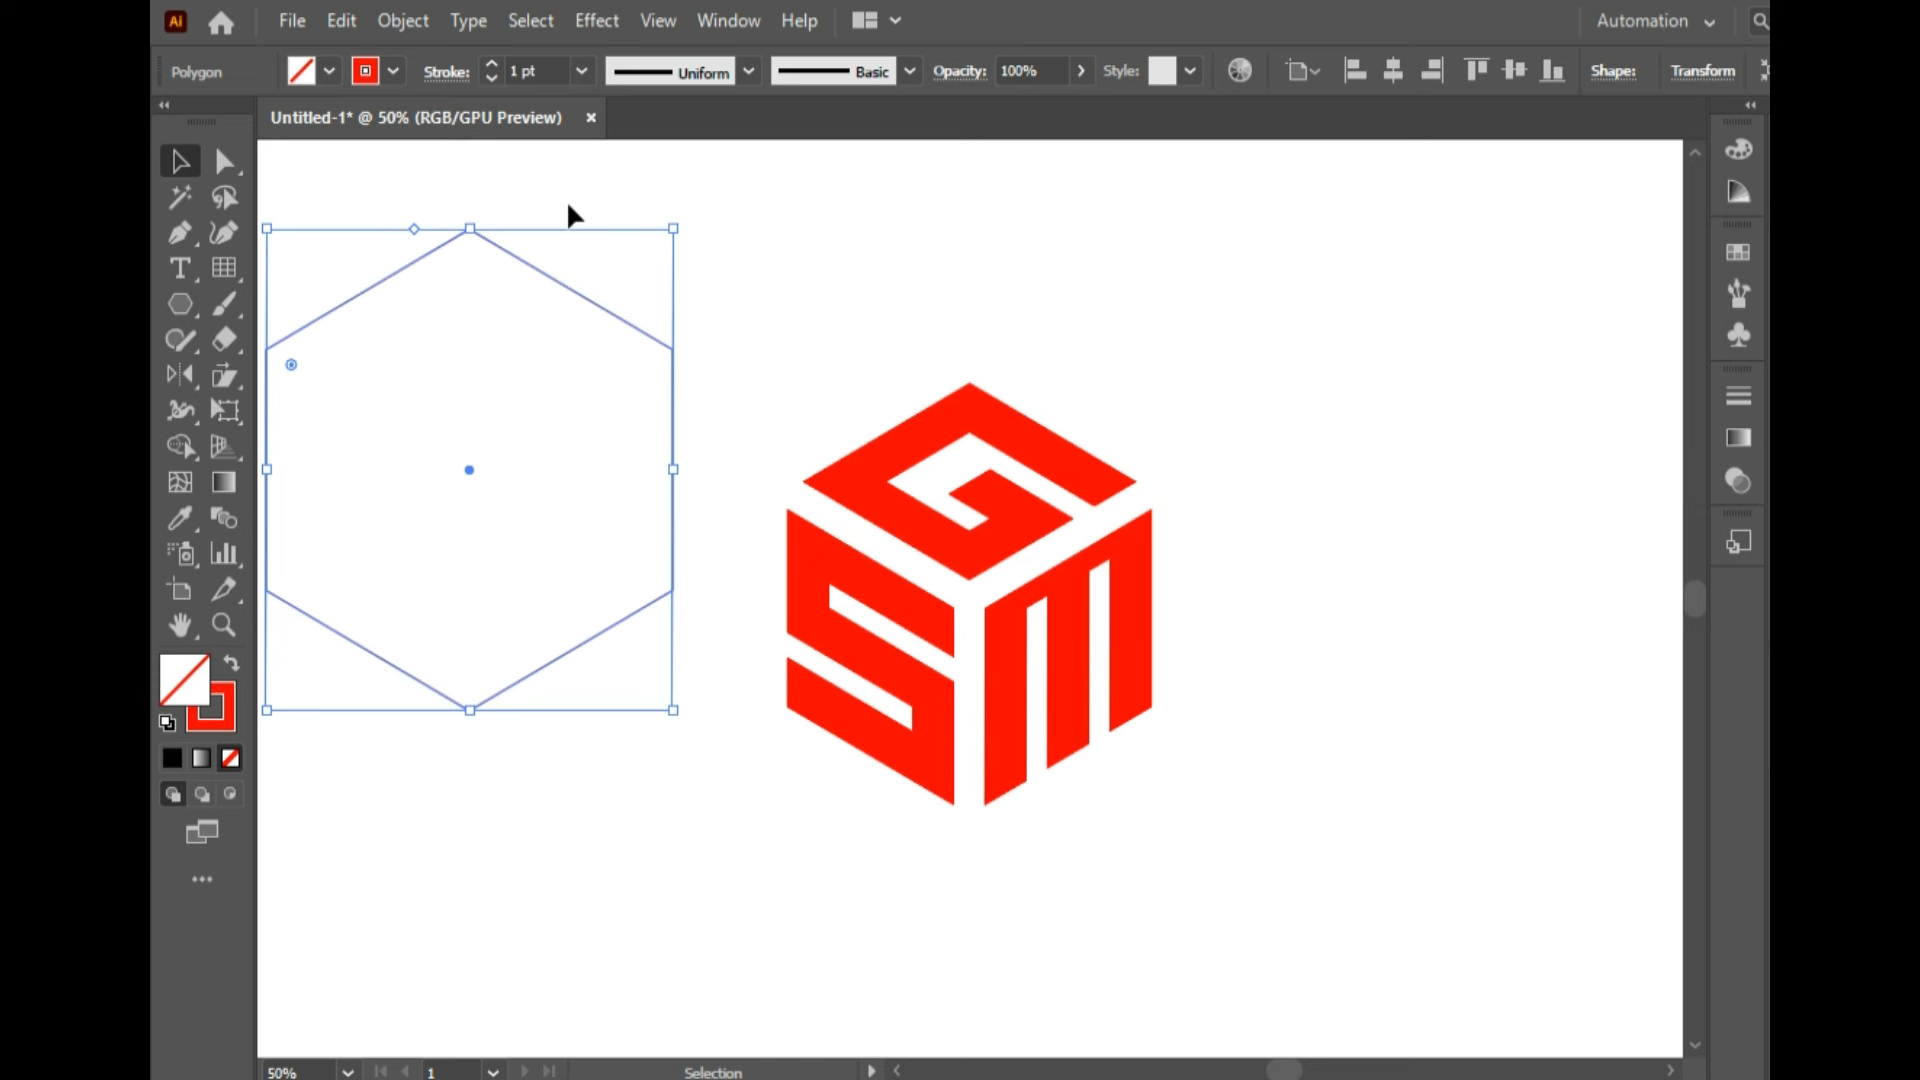 Ai File Edit Object Type Select Effect View Window Help Automation
Polygon Stroke: 1 pt Uniform Basic Opacity: 100% Style: Shape: Transform
Untitled-1* @ 50% (RGB/GPU Preview) ×
G
S M
50% 1 Selection